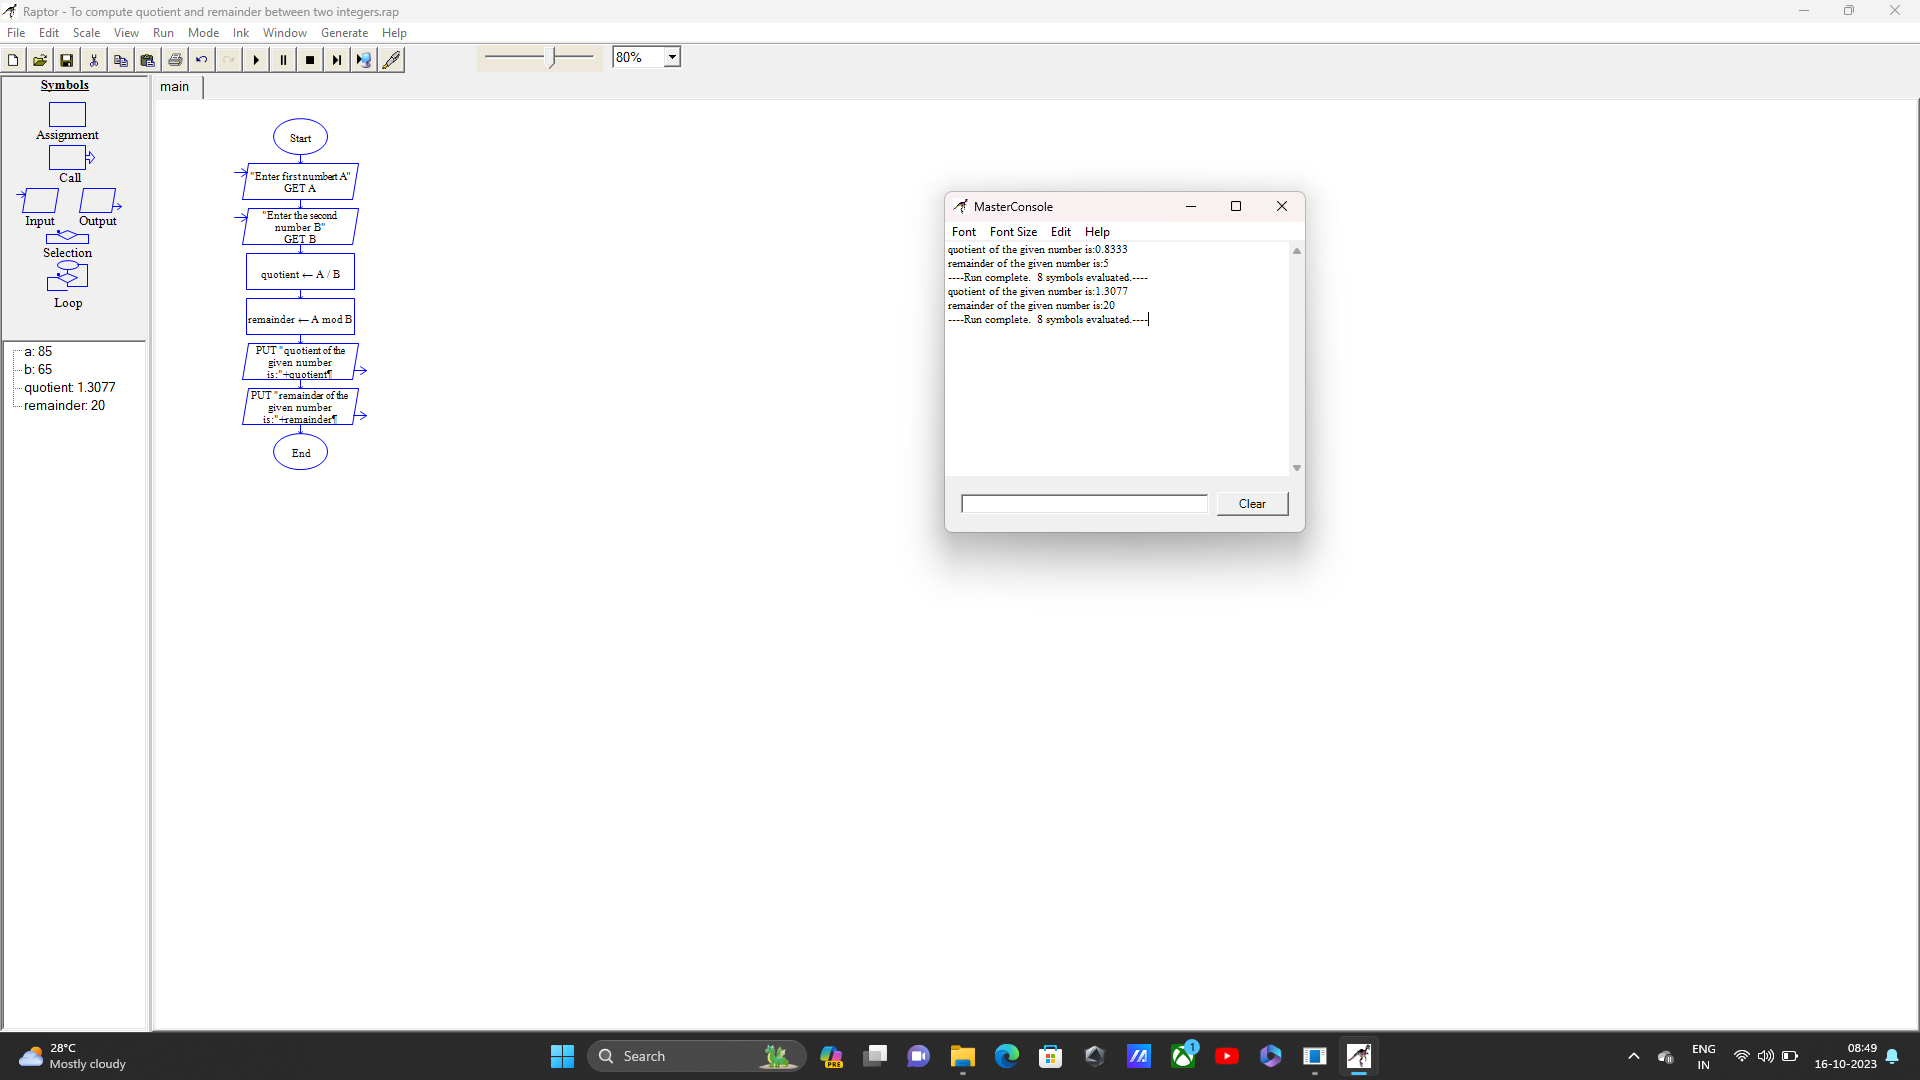 Raptor - To compute quotient and remainder between two integers.rap
File Edit Scale View Run Mode Ink Window Generate Help
80%
Symbols
Assignment
Call
Input Output
Selection
Loop
a: 85
b: 65
quotient: 1.3077
remainder: 20
main
Start
"Enter first number A"
GET A
"Enter the second
number B"
GET B
quotient ← A / B
remainder ← A mod B
PUT "quotient of the
given number
is:"+quotient¶
PUT "remainder of the
given number
is:"+remainder¶
End
MasterConsole
Font Font Size Edit Help
quotient of the given number is:0.8333
remainder of the given number is:5
----Run complete. 8 symbols evaluated.----
quotient of the given number is:1.3077
remainder of the given number is:20
----Run complete. 8 symbols evaluated.----
Clear
28°C
Mostly cloudy
Search
PRE
1
ENG
IN
08:49
16-10-2023